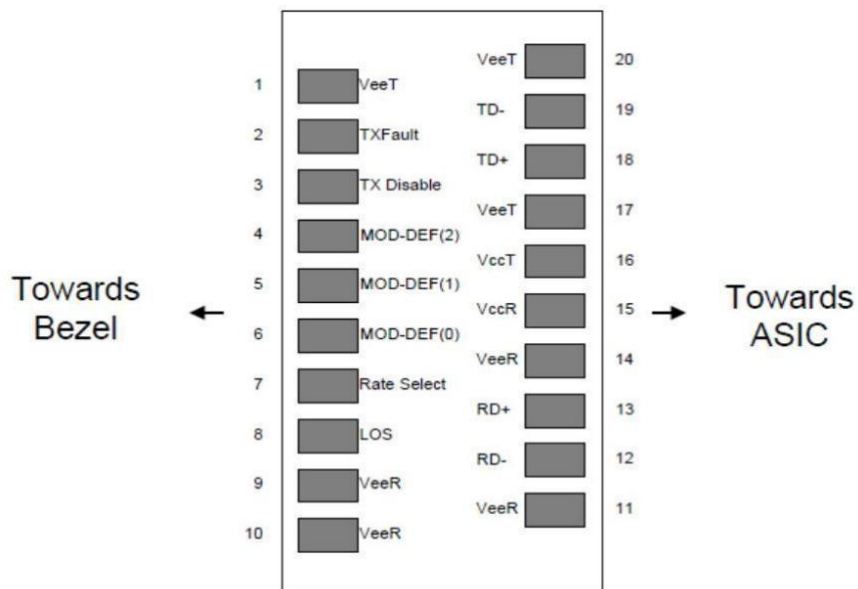 VeeT 20
1 VeeT
TD- 19
2 TXFault
TD+ 18
3 TX Disable
VeeT 17
4 MOD-DEF(2)
VccT 16
5 MOD-DEF(1)
Towards
Bezel
VccR 15
Towards
ASIC
6 MOD-DEF(0)
VeeR 14
7 Rate Select
RD+ 13
8 LOS
RD- 12
9 VeeR
VeeR 11
10 VeeR